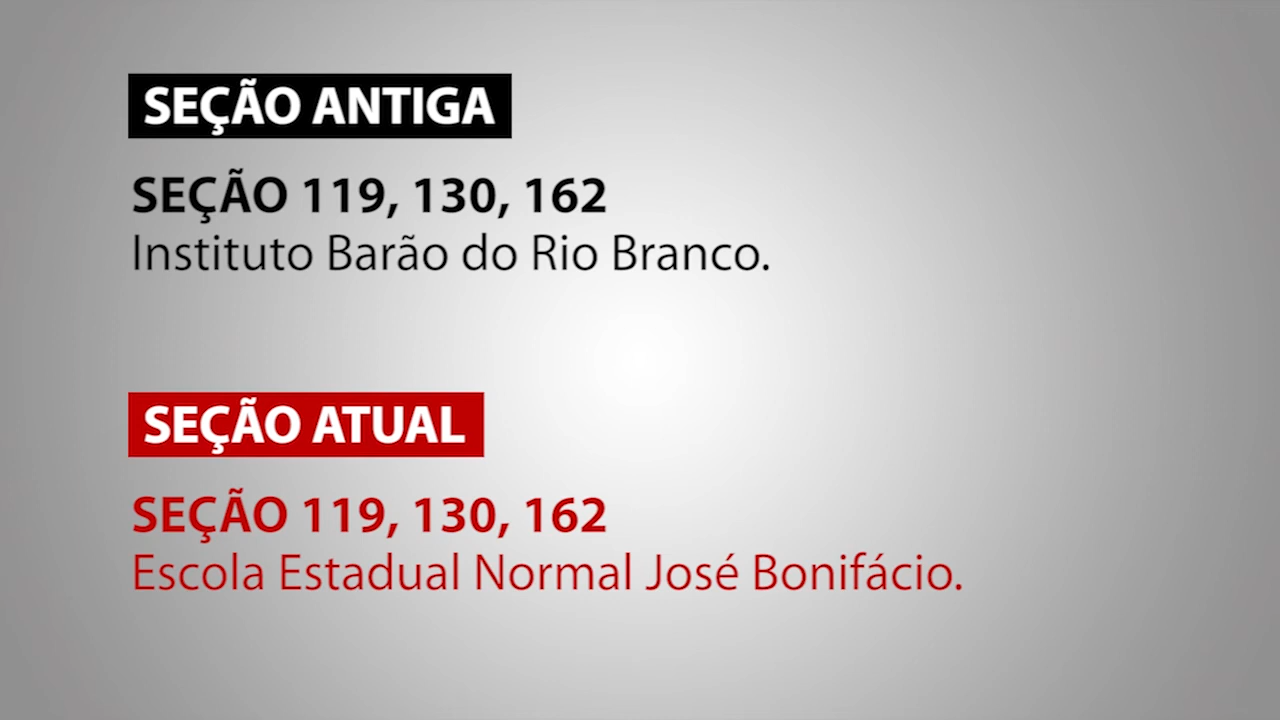 SEÇÃO ANTIGA
SEÇÃO 119, 130, 162
Instituto Barão do Rio Branco.
SEÇÃO ATUAL
SEÇÃO 119, 130, 162
Escola Estadual Normal José Bonifácio.